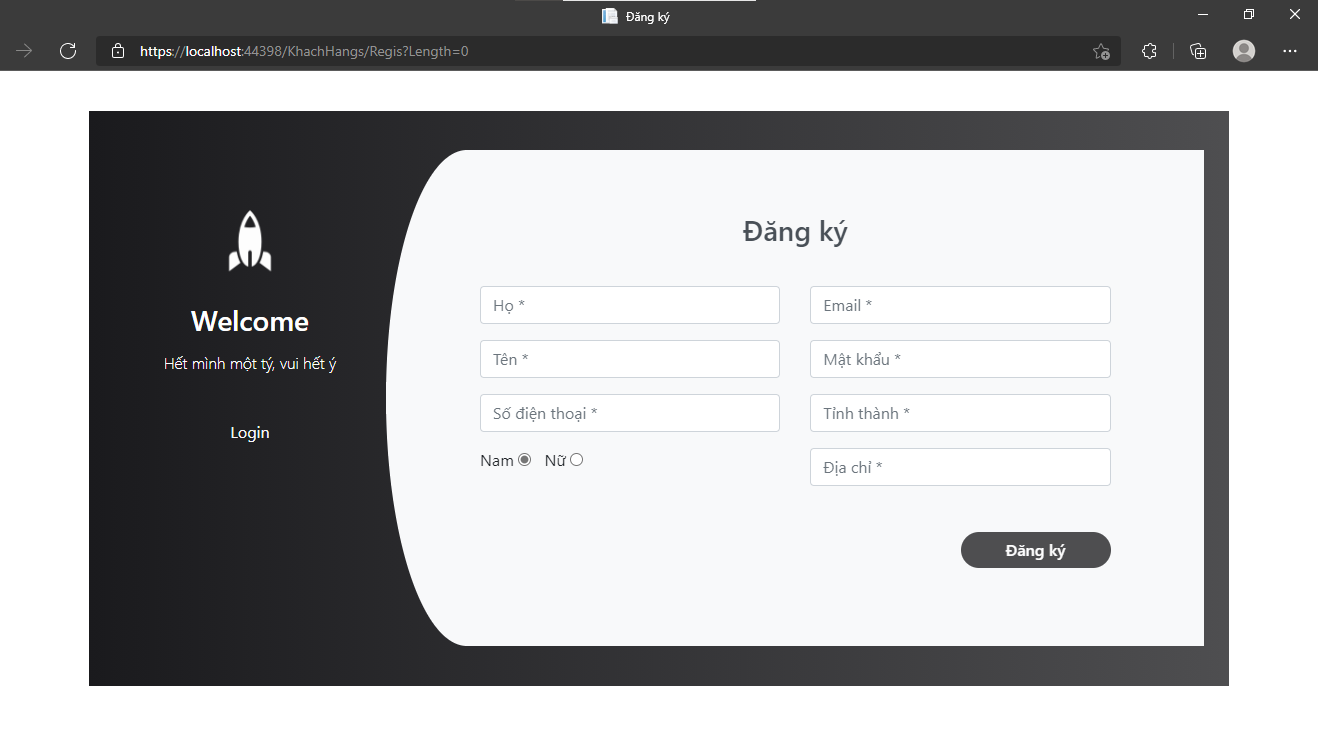 Đăng ký
https://localhost:44398/KhachHangs/Regis?Length=0
Welcome
Hết mình một tý, vui hết ý
Login
Đăng ký
Họ *
Email *
Tên *
Mật khẩu *
Số điện thoại *
Tỉnh thành *
Nam Nữ
Địa chỉ *
Đăng ký